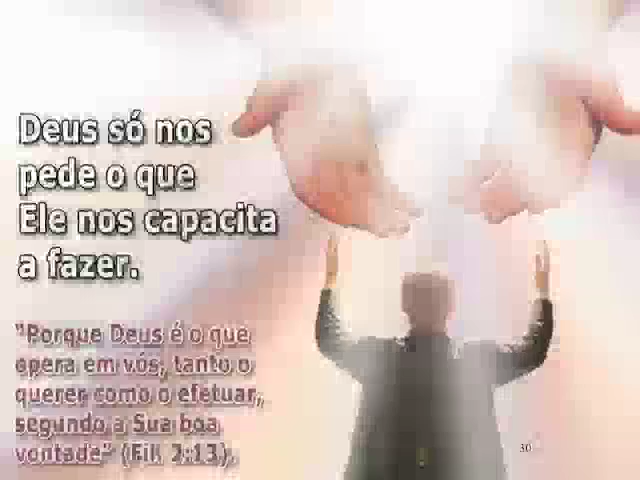 Deus só nos
pede o que
Ele nos capacita
a fazer.
"Porque Deus é o que
opera em vós, tanto o
querer como o efetuar,
segundo a Sua boa
vontade" (Fil. 2:13).
30